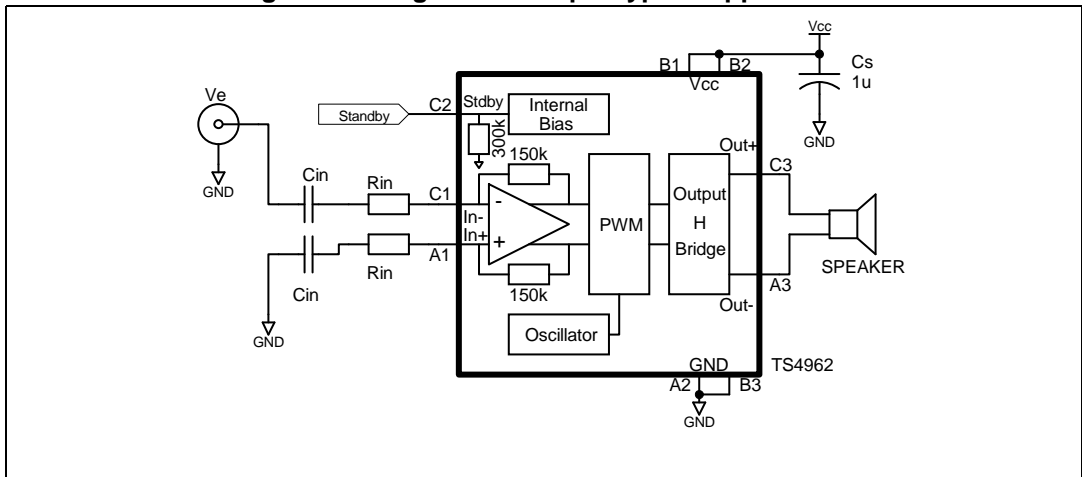 Vcc
B1
B2
Vcc
Cs
1u
GND
Ve
GND
Standby
C2
Stdby
300k
Internal
Bias
150k
Out+
C3
Cin
Rin
C1
In-
In+
-
+
A1
Cin
Rin
GND
150k
PWM
Output
H
Bridge
SPEAKER
A3
Out-
Oscillator
GND
TS4962
A2
B3
GND